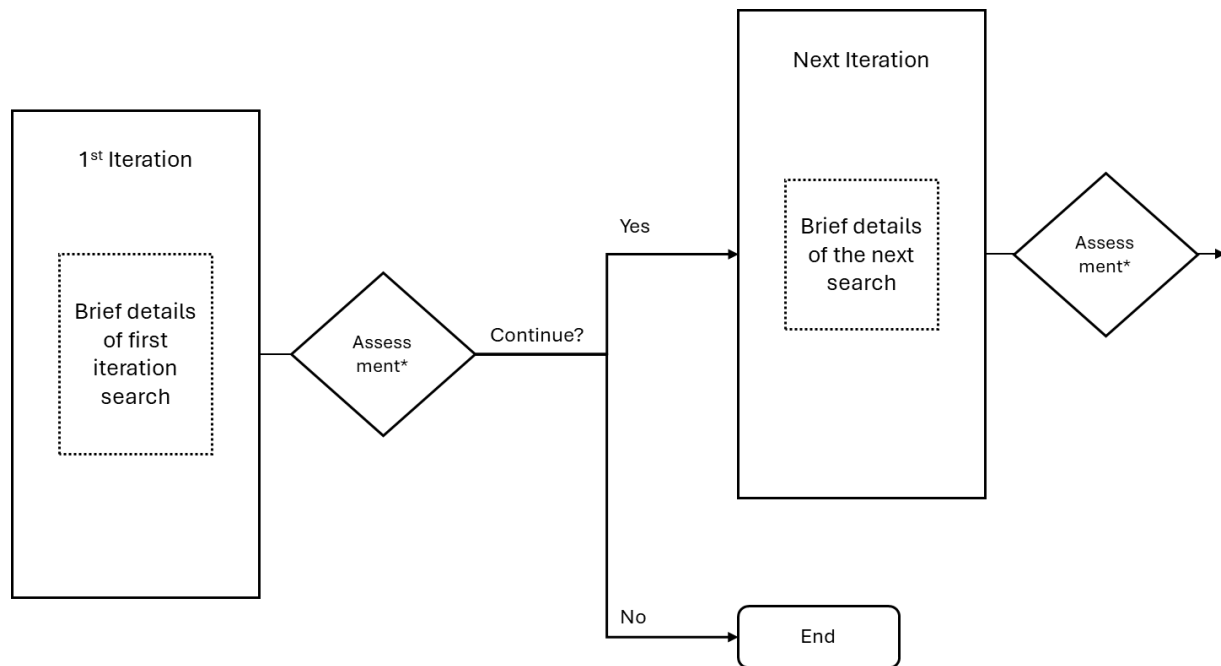 1st Iteration
Brief details
of first
iteration
search
Assess
ment*
Continue?
Yes
No
Next Iteration
Brief details
of the next
search
Assess
ment*
End